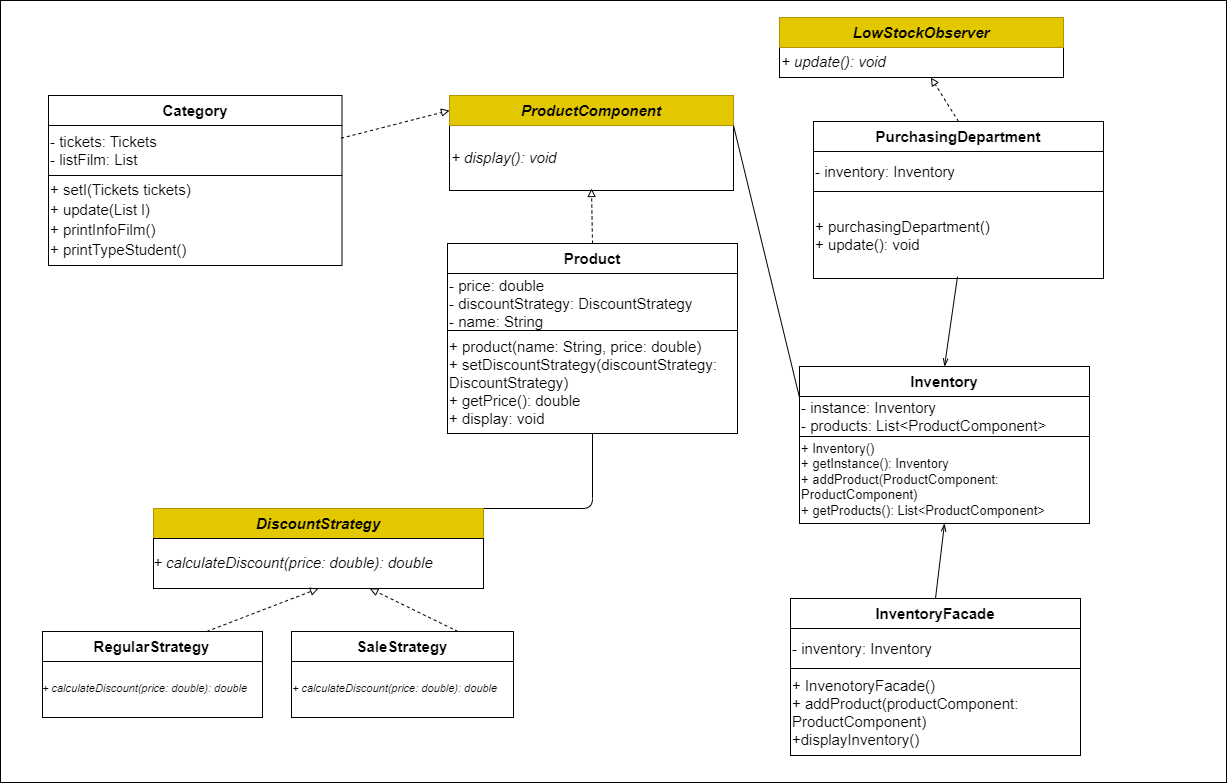 LowStockObserver
+ update(): void
Category
- tickets: Tickets
- listFilm: List
+ setI(Tickets tickets)
+ update(List l)
+ printInfoFilm()
+ printTypeStudent()
ProductComponent
+ display(): void
PurchasingDepartment
- inventory: Inventory
+ purchasingDepartment()
+ update(): void
Product
- price: double
- discountStrategy: DiscountStrategy
- name: String
+ product(name: String, price: double)
+ setDiscountStrategy(discountStrategy:
DiscountStrategy)
+ getPrice(): double
+ display: void
Inventory
- instance: Inventory
- products: List<ProductComponent>
+ Inventory()
+ getInstance(): Inventory
+ addProduct(ProductComponent:
ProductComponent)
+ getProducts(): List<ProductComponent>
DiscountStrategy
+ calculateDiscount(price: double): double
RegularStrategy
+ calculateDiscount(price: double): double
SaleStrategy
+ calculateDiscount(price: double): double
InventoryFacade
- inventory: Inventory
+ InvenotoryFacade()
+ addProduct(productComponent:
ProductComponent)
+displayInventory()